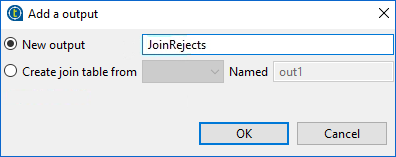 Add a output
New output JoinRejects
Create join table from Named out1
OK Cancel